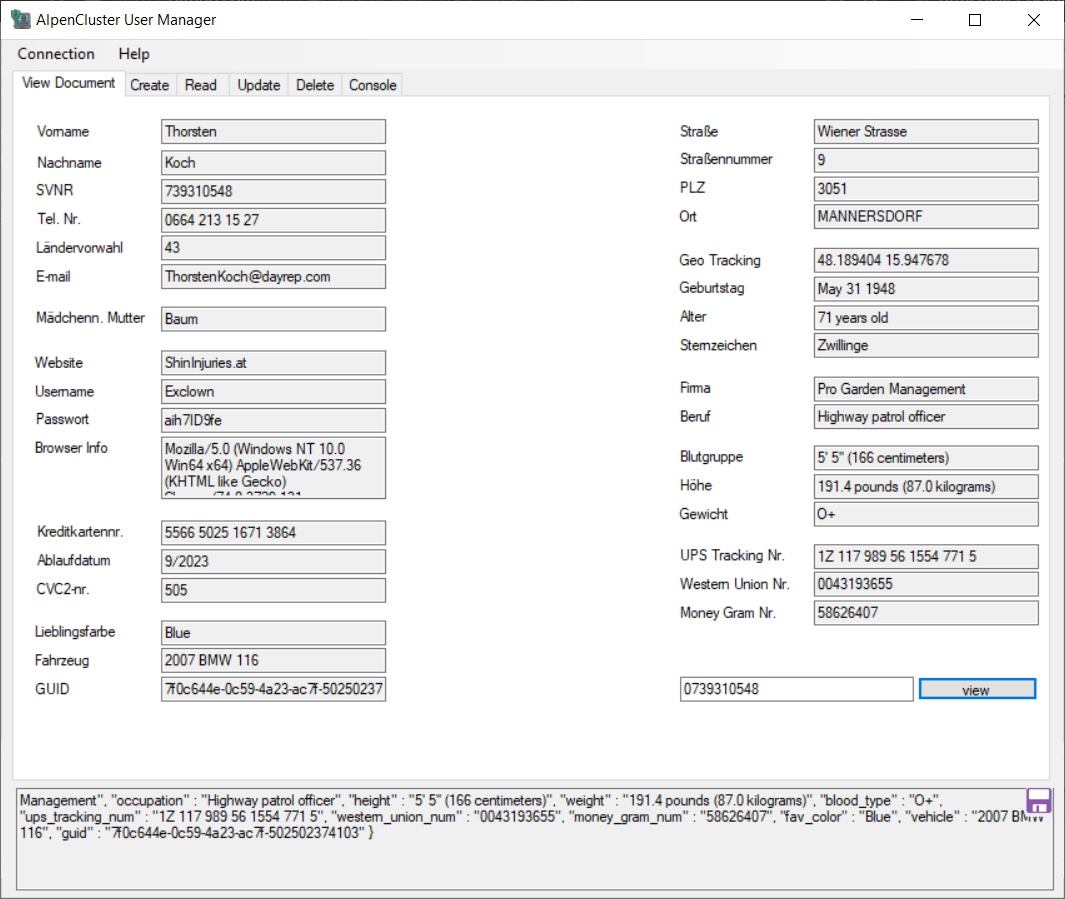 AlpenCluster User Manager
Connection Help
View Document Create Read Update Delete Console
Vorname Thorsten
Nachname Koch
SVNR 739310548
Tel. Nr. 0664 213 15 27
Ländervorwahl 43
E-mail ThorstenKoch@dayrep.com
Mädchenn. Mutter Baum
Website ShinInjuries.at
Username Exclown
Passwort aih7ID9fe
Browser Info Mozilla/5.0 (Windows NT 10.0
Win64 x64) AppleWebKit/537.36
(KHTML like Gecko)
Kreditkartennr. 5566 5025 1671 3864
Ablaufdatum 9/2023
CVC2-nr. 505
Lieblingsfarbe Blue
Fahrzeug 2007 BMW 116
GUID 7f0c644e-0c59-4a23-ac7f-50250237
Straße Wiener Strasse
Straßennummer 9
PLZ 3051
Ort MANNERSDORF
Geo Tracking 48.189404 15.947678
Geburtstag May 31 1948
Alter 71 years old
Sternzeichen Zwillinge
Firma Pro Garden Management
Beruf Highway patrol officer
Blutgruppe 5' 5" (166 centimeters)
Höhe 191.4 pounds (87.0 kilograms)
Gewicht O+
UPS Tracking Nr. 1Z 117 989 56 1554 771 5
Western Union Nr. 0043193655
Money Gram Nr. 58626407
0739310548 view
Management", "occupation" : "Highway patrol officer", "height" : "5' 5" (166 centimeters)", "weight" : "191.4 pounds (87.0 kilograms)", "blood_type" : "O+",
"ups_tracking_num" : "1Z 117 989 56 1554 771 5", "western_union_num" : "0043193655", "money_gram_num" : "58626407", "fav_color" : "Blue", "vehicle" : "2007 BMW
116", "guid" : "7f0c644e-0c59-4a23-ac7f-502502374103" }